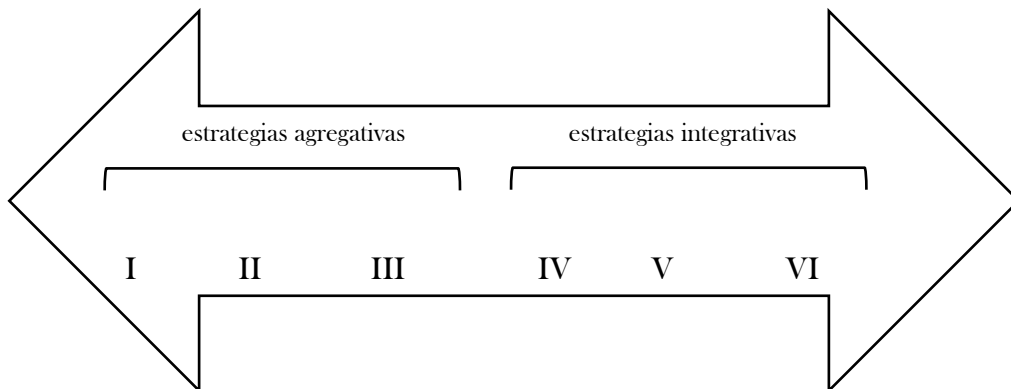 estrategias agregativas estrategias integrativas
I II III IV V VI